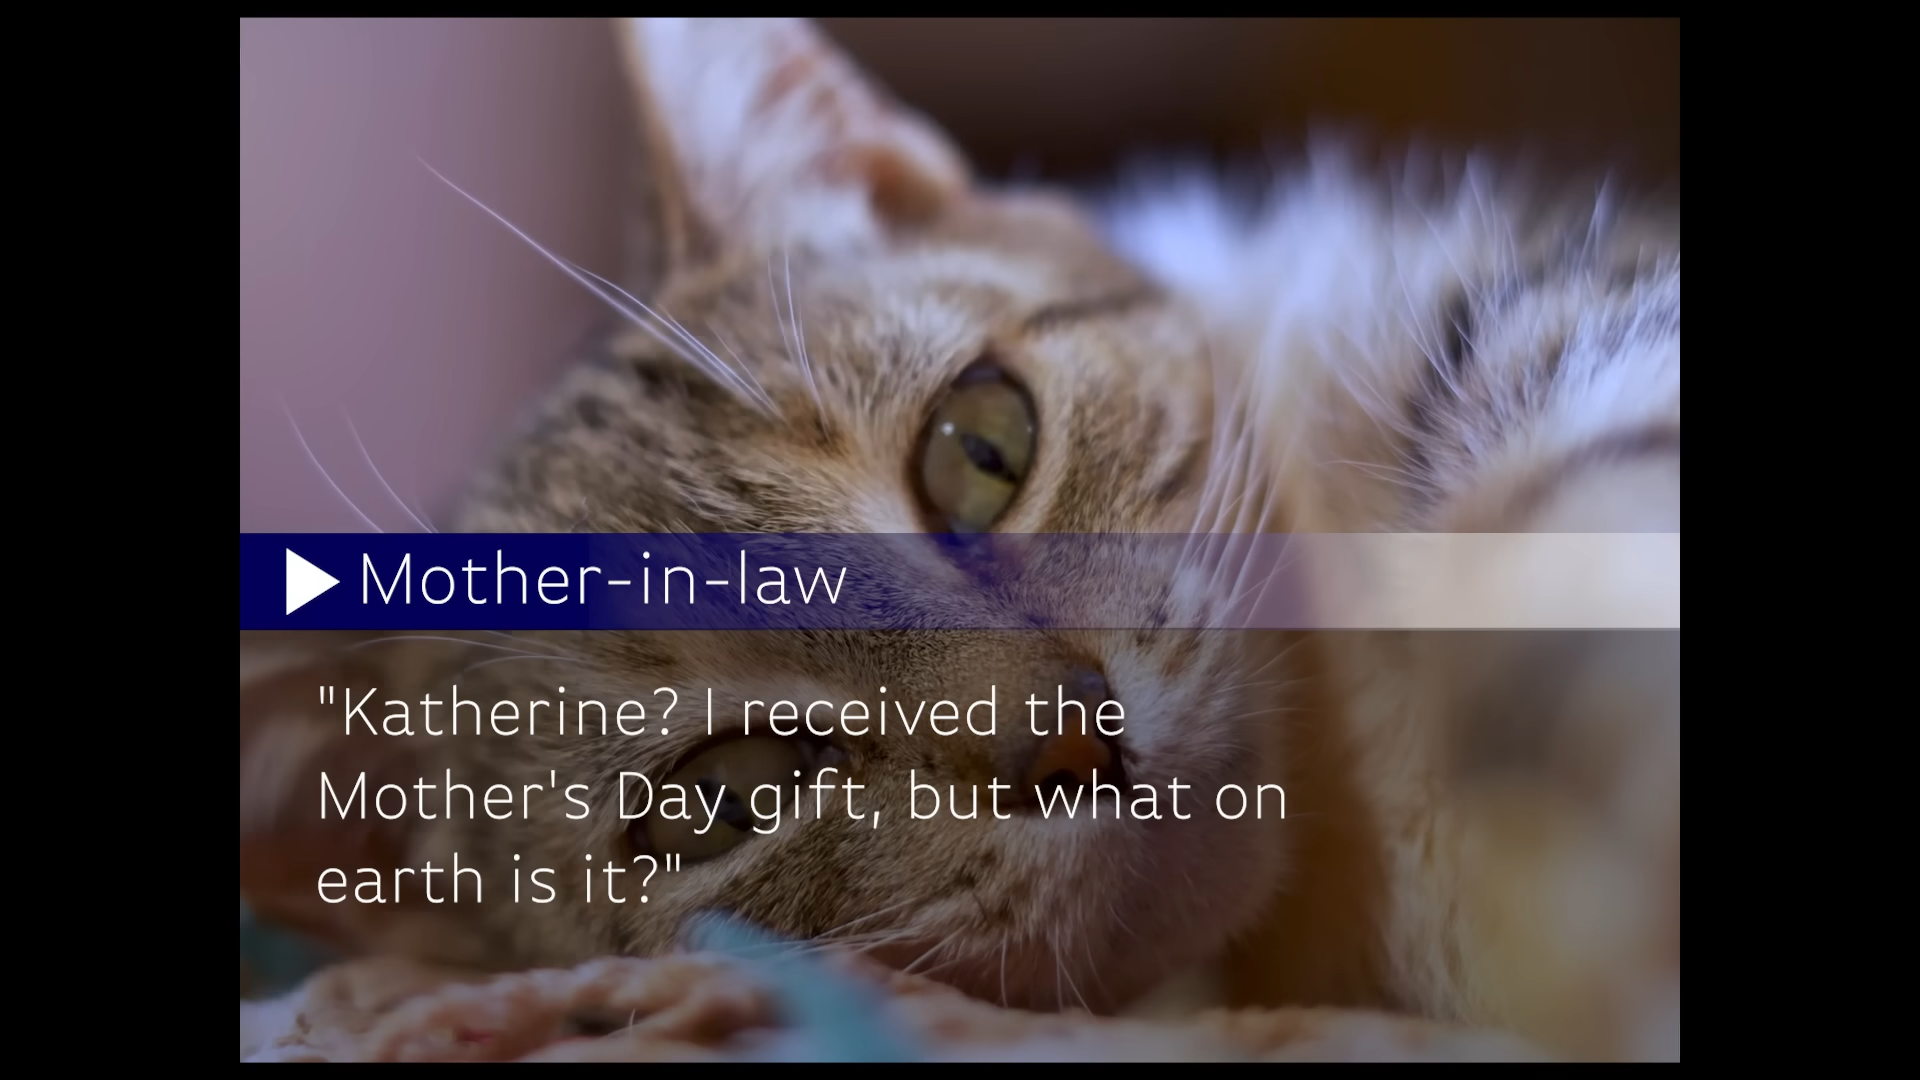 Mother-in-law
"Katherine? I received the
Mother's Day gift, but what on
earth is it?"